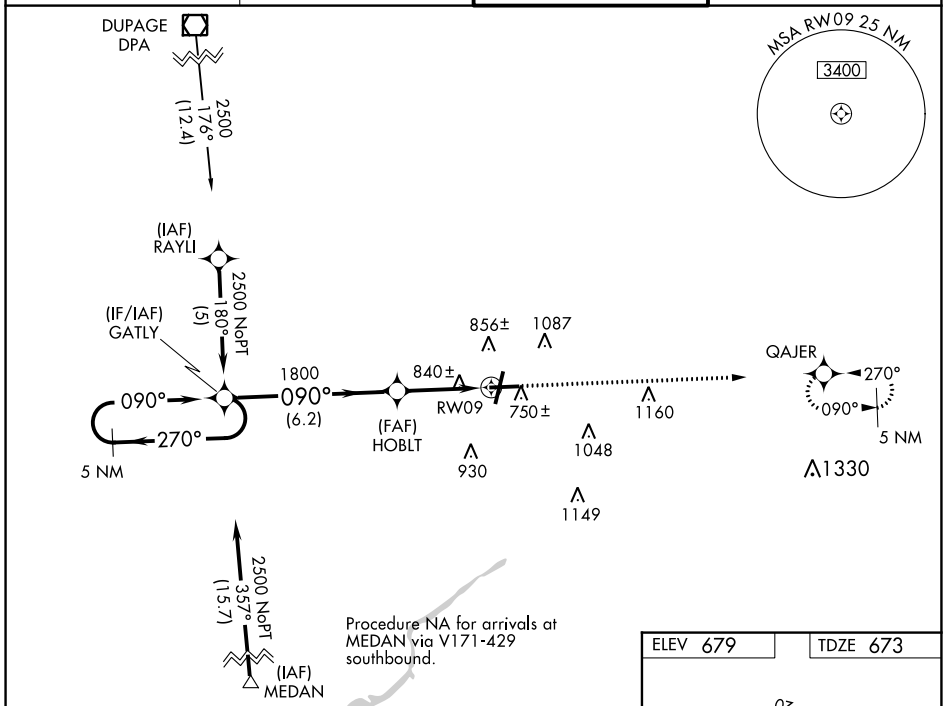 DUPAGE
DPA
MSA RW09 25 NM
3400
2500
176°
(12.4)
(IAF)
RAYLI
2500 NoPT
180°
(5)
(IF/IAF)
GATLY
856±
1087
QAJER
1800
090°
(6.2)
840±
090°
270°
5 NM
(FAF)
HOBLT
RW09
750±
1160
270°
090°
5 NM
930
1048
1330
1149
2500 NoPT
357°
(15.7)
(IAF)
MEDAN
Procedure NA for arrivals at
MEDAN via V171-429
southbound.
ELEV 679
TDZE 673